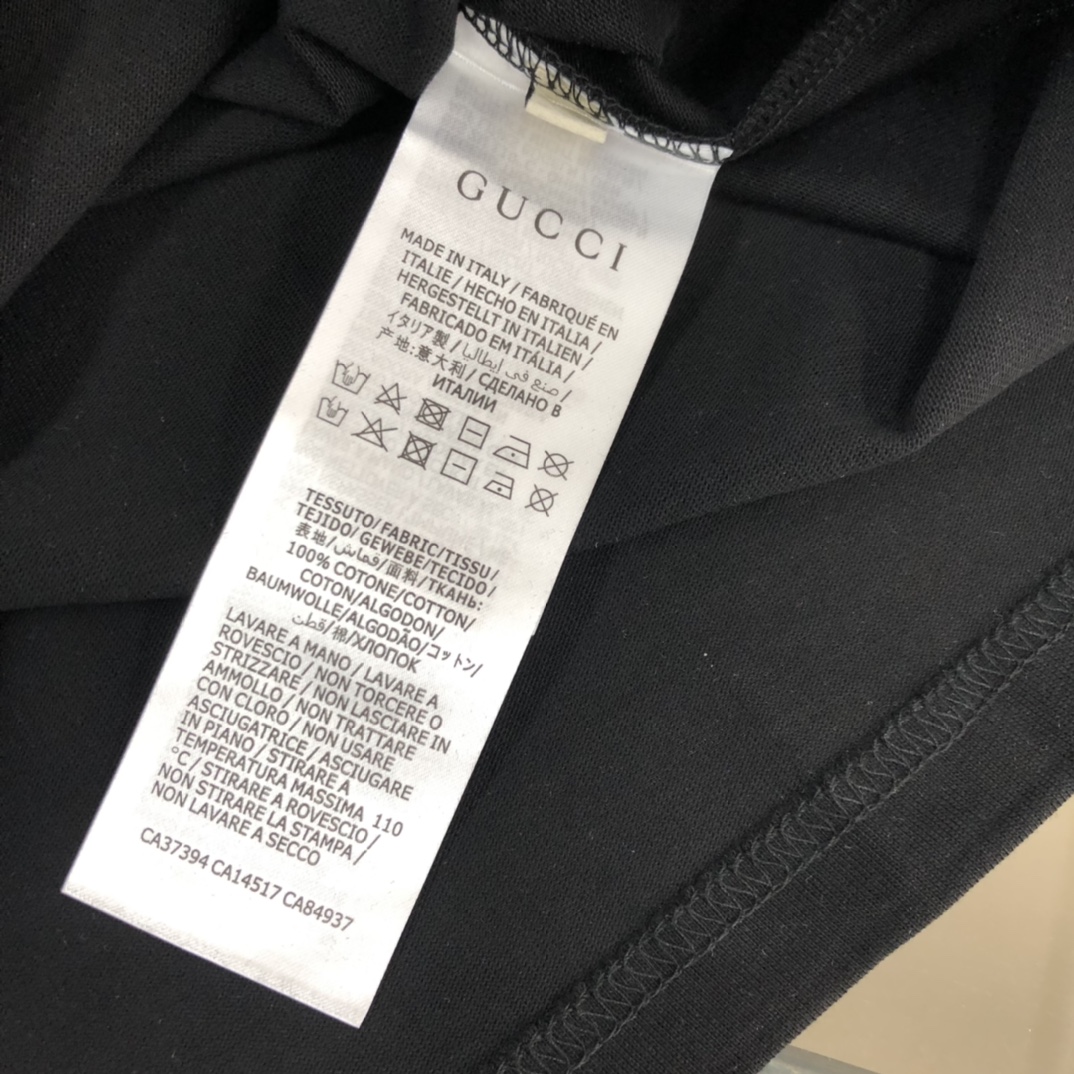 GUCCI
MADE IN ITALY / FABRIQUÉ EN
ITALIE / HECHO EN ITALIA /
HERGESTELLT IN ITALIEN /
FABRICADO EM ITÁLIA /
イタリア製 / صنع في إيطاليا /
产地:意大利 / СДЕЛАНО В
ИТАЛИИ
TESSUTO/FABRIC/TISSU/
TEJIDO/GEWEBE/TECIDO/
表地/قماش/面料/ТКАНЬ:
100% COTONE/COTTON/
COTON/ALGODON/
BAUMWOLLE/ALGODÃO/コットン/
قطن/棉/ХЛОПОК
LAVARE A MANO / LAVARE A
ROVESCIO / NON TORCERE O
STRIZZARE / NON LASCIARE IN
AMMOLLO / NON TRATTARE
CON CLORO / NON USARE
ASCIUGATRICE / ASCIUGARE
IN PIANO / STIRARE A
TEMPERATURA MASSIMA 110
°C / STIRARE A ROVESCIO /
NON STIRARE LA STAMPA /
NON LAVARE A SECCO
CA37394 CA14517 CA84937